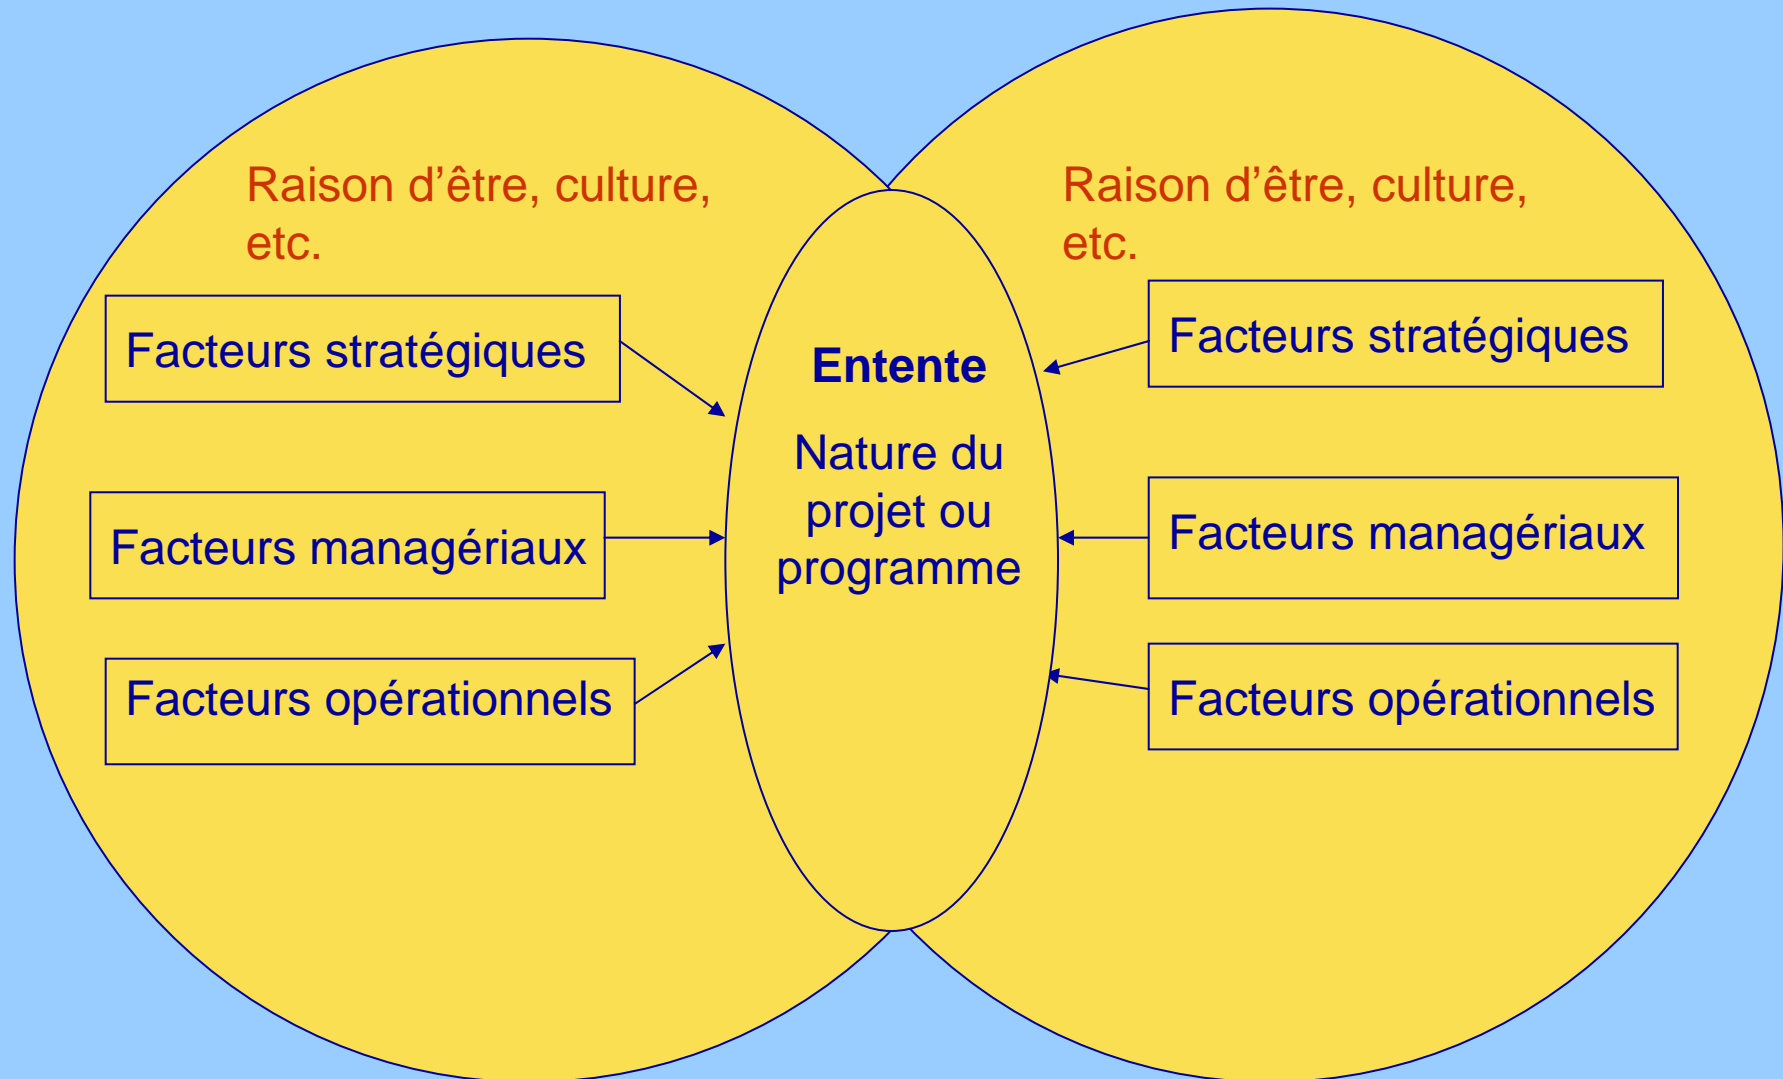 Raison d’être, culture,
etc.
Facteurs stratégiques
Facteurs managériaux
Facteurs opérationnels
Entente
Nature du
projet ou
programme
Raison d’être, culture,
etc.
Facteurs stratégiques
Facteurs managériaux
Facteurs opérationnels